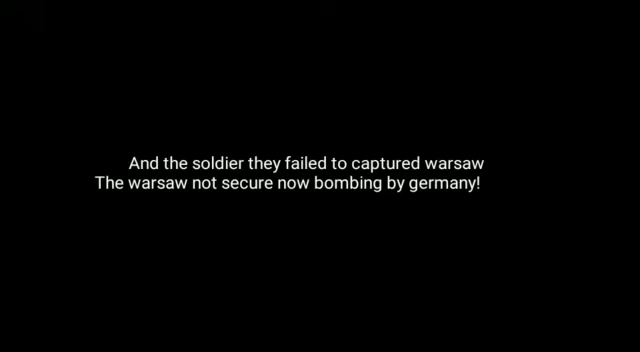 And the soldier they failed to captured warsaw
The warsaw not secure now bombing by germany!